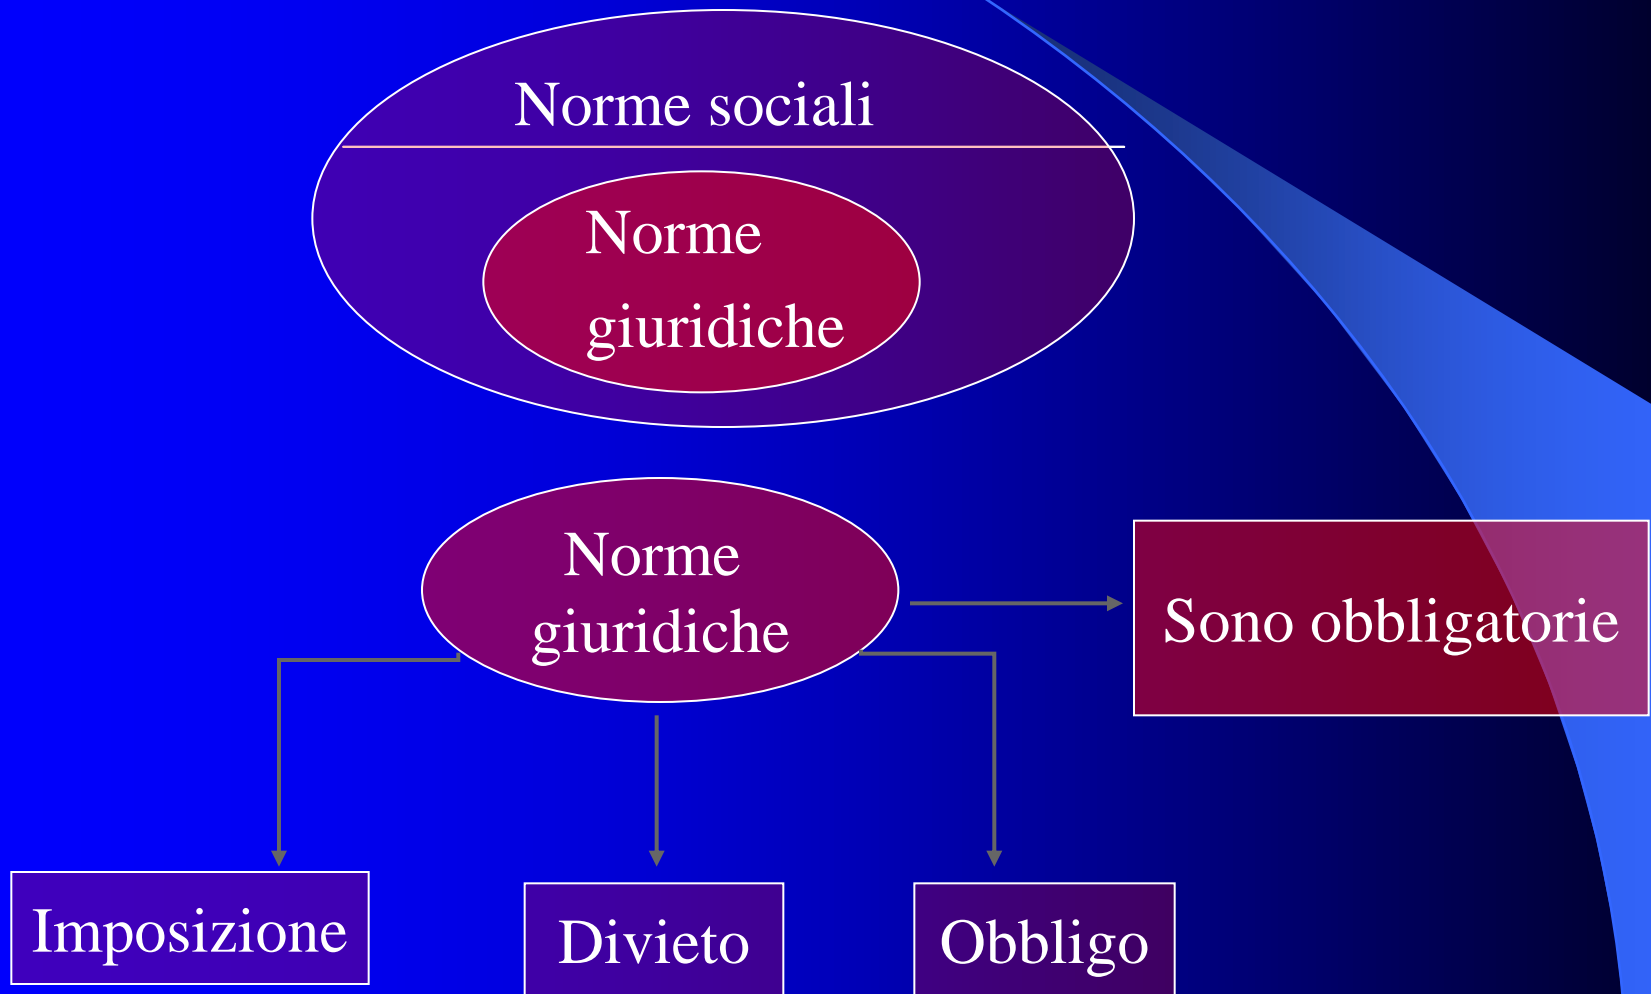 Norme sociali
Norme
giuridiche
Norme
giuridiche
Sono obbligatorie
Imposizione
Divieto
Obbligo